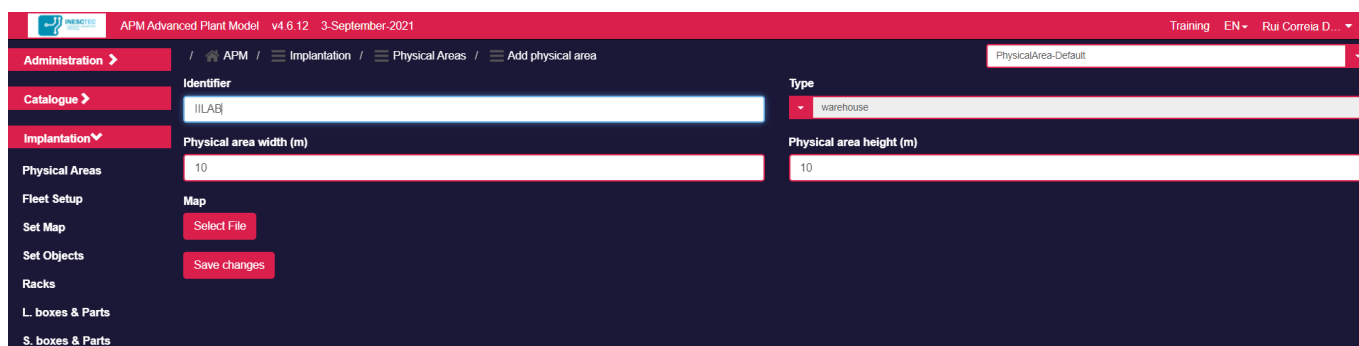 INESCTEC APM Advanced Plant Model v4.6.12 3-September-2021 Training EN Rui Correia D...
Administration
/ APM / Implantation / Physical Areas / Add physical area
PhysicalArea-Default
Identifier
Type
Catalogue
IILAB
warehouse
Implantation
Physical area width (m)
Physical area height (m)
Physical Areas
10
10
Fleet Setup
Map
Set Map
Select File
Set Objects
Save changes
Racks
L. boxes & Parts
S. boxes & Parts